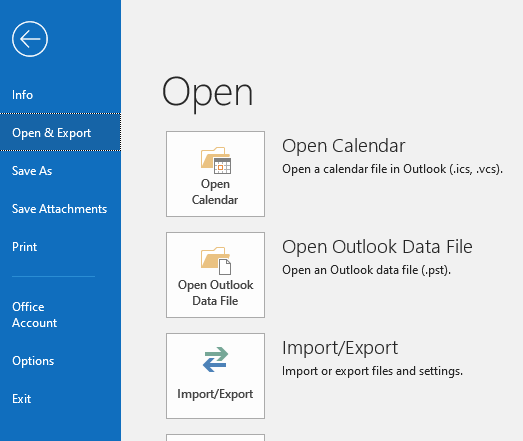 Info
Open & Export
Save As
Save Attachments
Print
Office
Account
Options
Exit
Open
Open
Calendar
Open Calendar
Open a calendar file in Outlook (.ics, .vcs).
Open Outlook
Data File
Open Outlook Data File
Open an Outlook data file (.pst).
Import/Export
Import/Export
Import or export files and settings.